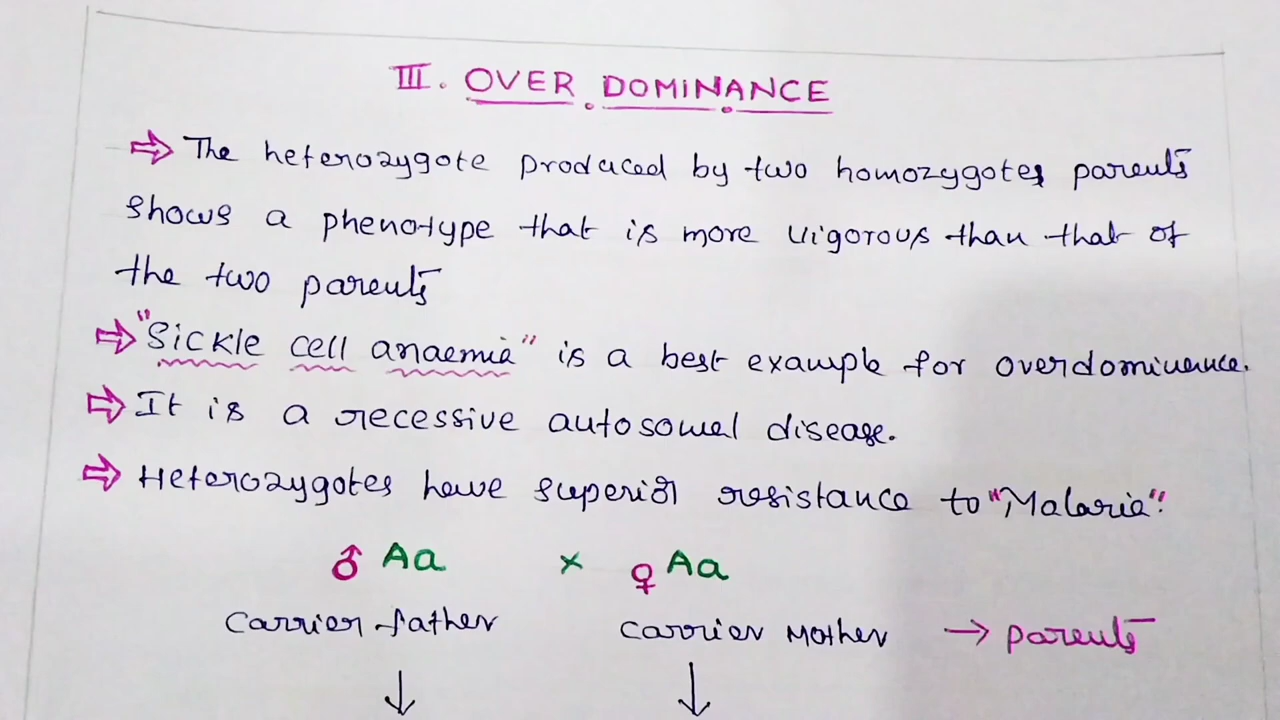 III. OVER DOMINANCE
⇒ The heterozygote produced by two homozygotes parents
shows a phenotype that is more vigorous than that of
the two parents
⇒ "Sickle cell anaemia" is a best example for overdominance.
⇒ It is a recessive autosomal disease.
⇒ Heterozygotes have superior resistance to "Malaria".
♂ Aa × ♀ Aa
Carrier father Carrier Mother → parents
↓ ↓